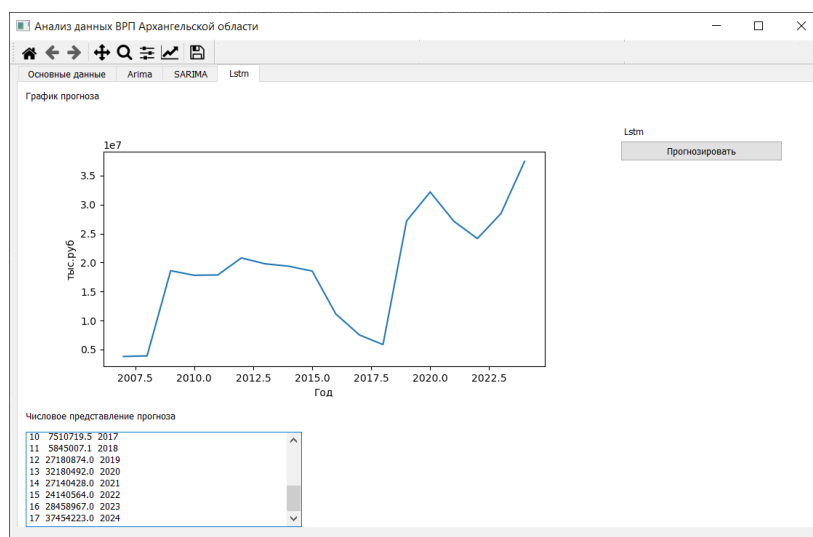 Анализ данных ВРП Архангельской области
Основные данные Arima SARIMA Lstm
График прогноза
Lstm
Прогнозировать
1e7
3.5
3.0
2.5
2.0
1.5
1.0
0.5
тыс.руб
2007.5 2010.0 2012.5 2015.0 2017.5 2020.0 2022.5
Год
Числовое представление прогноза
10 7510719.5 2017
11 5845007.1 2018
12 27180874.0 2019
13 32180492.0 2020
14 27140428.0 2021
15 24140564.0 2022
16 28458967.0 2023
17 37454223.0 2024